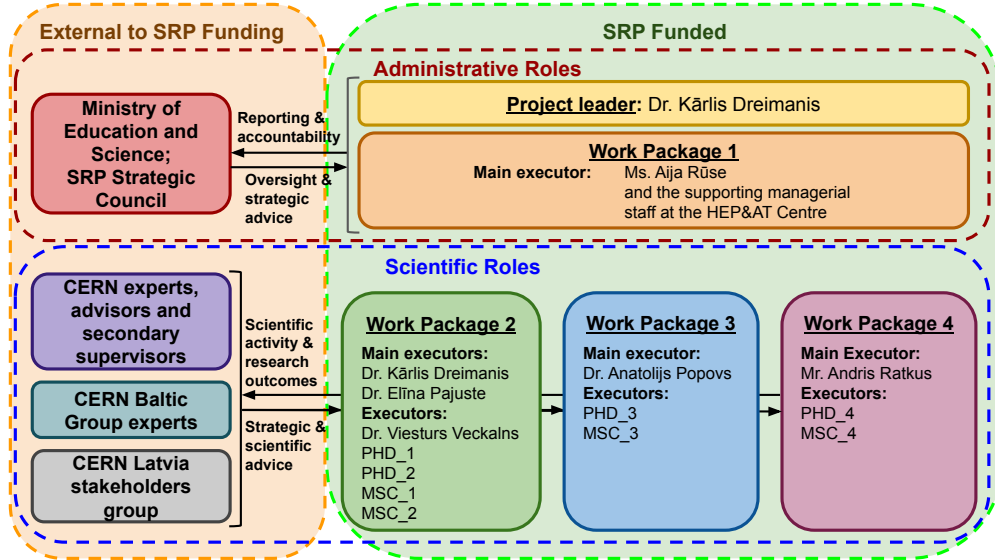 External to SRP Funding
SRP Funded
Administrative Roles
Ministry of
Education and
Science;
SRP Strategic
Council
Reporting &
accountability
Oversight &
strategic
advice
Project leader: Dr. Kārlis Dreimanis
Work Package 1
Main executor: Ms. Aija Rūse
and the supporting managerial
staff at the HEP&AT Centre
Scientific Roles
CERN experts,
advisors and
secondary
supervisors
CERN Baltic
Group experts
CERN Latvia
stakeholders
group
Scientific
activity &
research
outcomes
Strategic &
scientific
advice
Work Package 2
Main executors:
Dr. Kārlis Dreimanis
Dr. Elīna Pajuste
Executors:
Dr. Viesturs Veckalns
PHD_1
PHD_2
MSC_1
MSC_2
Work Package 3
Main executor:
Dr. Anatolijs Popovs
Executors:
PHD_3
MSC_3
Work Package 4
Main Executor:
Mr. Andris Ratkus
Executors:
PHD_4
MSC_4